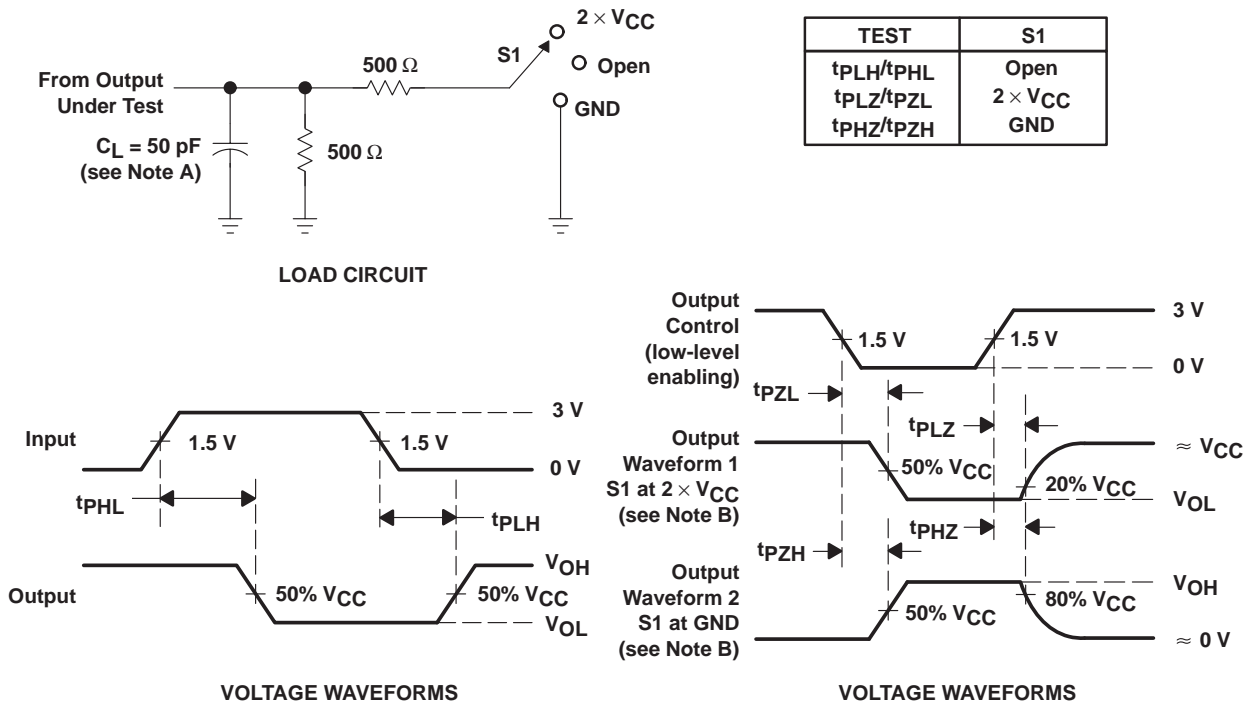 2 × VCC
S1
Open
GND
500 Ω
From Output
Under Test
CL = 50 pF
(see Note A)
500 Ω
LOAD CIRCUIT
TEST S1
tPLH/tPHL Open
tPLZ/tPZL 2 × VCC
tPHZ/tPZH GND
Input
1.5 V
1.5 V
3 V
0 V
tPHL
tPLH
Output
50% VCC
50% VCC
VOH
VOL
VOLTAGE WAVEFORMS
Output
Control
(low-level
enabling)
1.5 V
1.5 V
3 V
0 V
tPZL
tPLZ
Output
Waveform 1
S1 at 2 × VCC
(see Note B)
50% VCC
20% VCC
≈ VCC
VOL
tPZH
tPHZ
Output
Waveform 2
S1 at GND
(see Note B)
50% VCC
80% VCC
VOH
≈ 0 V
VOLTAGE WAVEFORMS